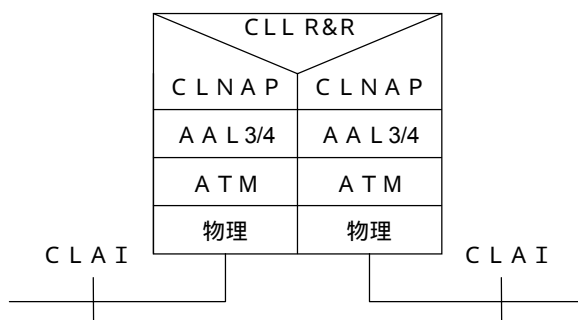 CLL R&R
CLNAP CLNAP
AAL3/4 AAL3/4
ATM ATM
物理 物理
CLAI CLAI